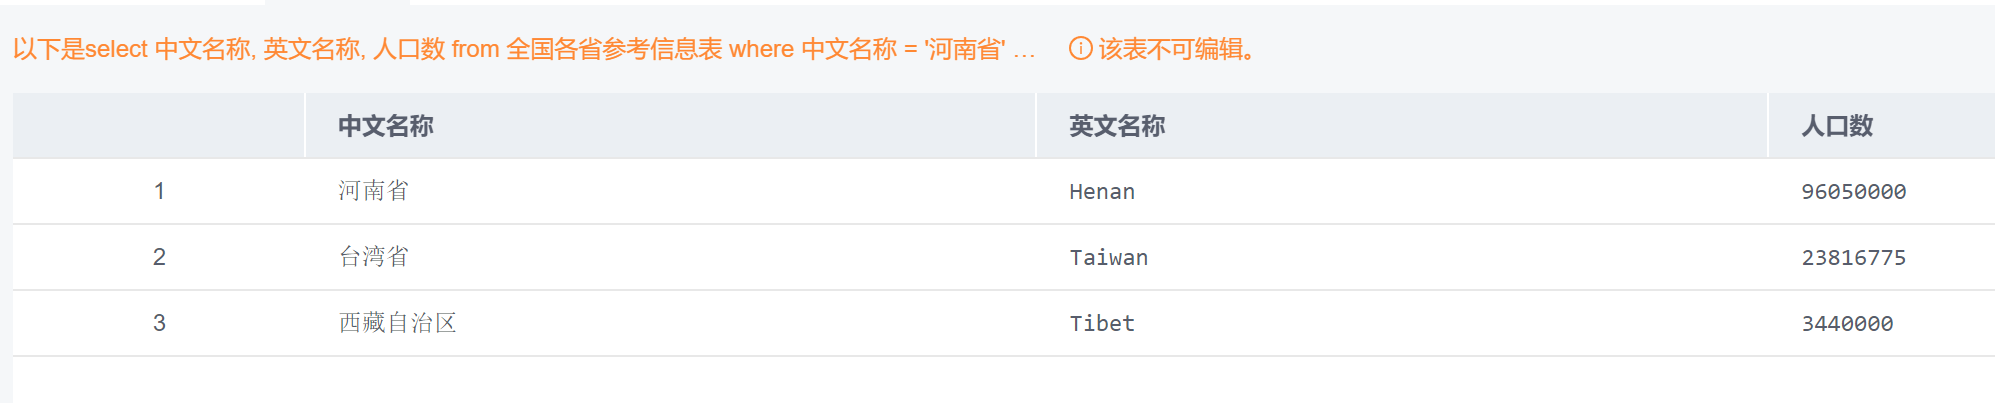 以下是select 中文名称, 英文名称, 人口数 from 全国各省参考信息表 where 中文名称 = '河南省' … 该表不可编辑。
中文名称 英文名称 人口数
1 河南省 Henan 96050000
2 台湾省 Taiwan 23816775
3 西藏自治区 Tibet 3440000